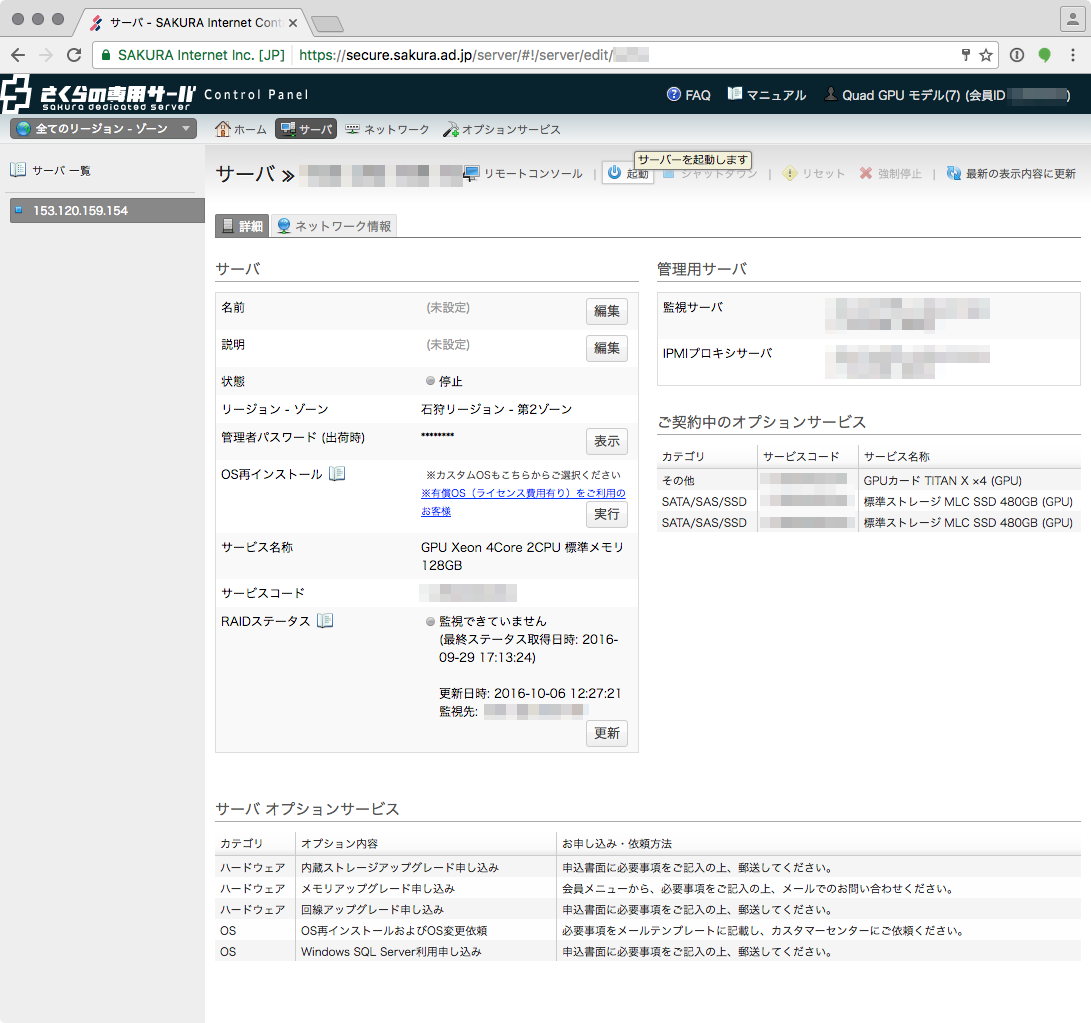 サーバ - SAKURA Internet Cont
SAKURA Internet Inc. [JP] https://secure.sakura.ad.jp/server/#!/server/edit/
さくらの専用サーバ Control Panel
sakura dedicated server
FAQ マニュアル Quad GPU モデル(7) (会員ID )
全てのリージョン - ゾーン ホーム サーバ ネットワーク オプションサービス
サーバーを起動します
サーバ 一覧
サーバ » リモートコンソール | 起動 シャットダウン | リセット 強制停止 | 最新の表示内容に更新
153.120.159.154
詳細 ネットワーク情報
サーバ
名前 (未設定) 編集
説明 (未設定) 編集
状態 停止
リージョン - ゾーン 石狩リージョン - 第2ゾーン
管理者パスワード (出荷時) ******** 表示
OS再インストール ※カスタムOSもこちらからご選択ください
※有償OS（ライセンス費用有り）をご利用の
お客様
実行
サービス名称 GPU Xeon 4Core 2CPU 標準メモリ
128GB
サービスコード
RAIDステータス 監視できていません
(最終ステータス取得日時: 2016-
09-29 17:13:24)
更新日時: 2016-10-06 12:27:21
監視先:
更新
管理用サーバ
監視サーバ
IPMIプロキシサーバ
ご契約中のオプションサービス
カテゴリ サービスコード サービス名称
その他 GPUカード TITAN X ×4 (GPU)
SATA/SAS/SSD 標準ストレージ MLC SSD 480GB (GPU)
SATA/SAS/SSD 標準ストレージ MLC SSD 480GB (GPU)
サーバ オプションサービス
カテゴリ オプション内容 お申し込み・依頼方法
ハードウェア 内蔵ストレージアップグレード申し込み 申込書面に必要事項をご記入の上、郵送してください。
ハードウェア メモリアップグレード申し込み 会員メニューから、必要事項をご記入の上、メールでのお問い合わせください。
ハードウェア 回線アップグレード申し込み 申込書面に必要事項をご記入の上、郵送してください。
OS OS再インストールおよびOS変更依頼 必要事項をメールテンプレートに記載し、カスタマーセンターにご依頼ください。
OS Windows SQL Server利用申し込み 申込書面に必要事項をご記入の上、郵送してください。